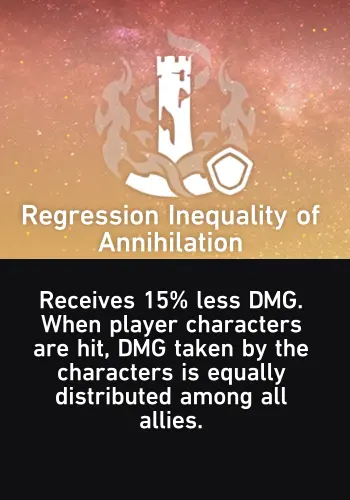 Regression Inequality of
Annihilation
Receives 15% less DMG.
When player characters
are hit, DMG taken by the
characters is equally
distributed among all
allies.